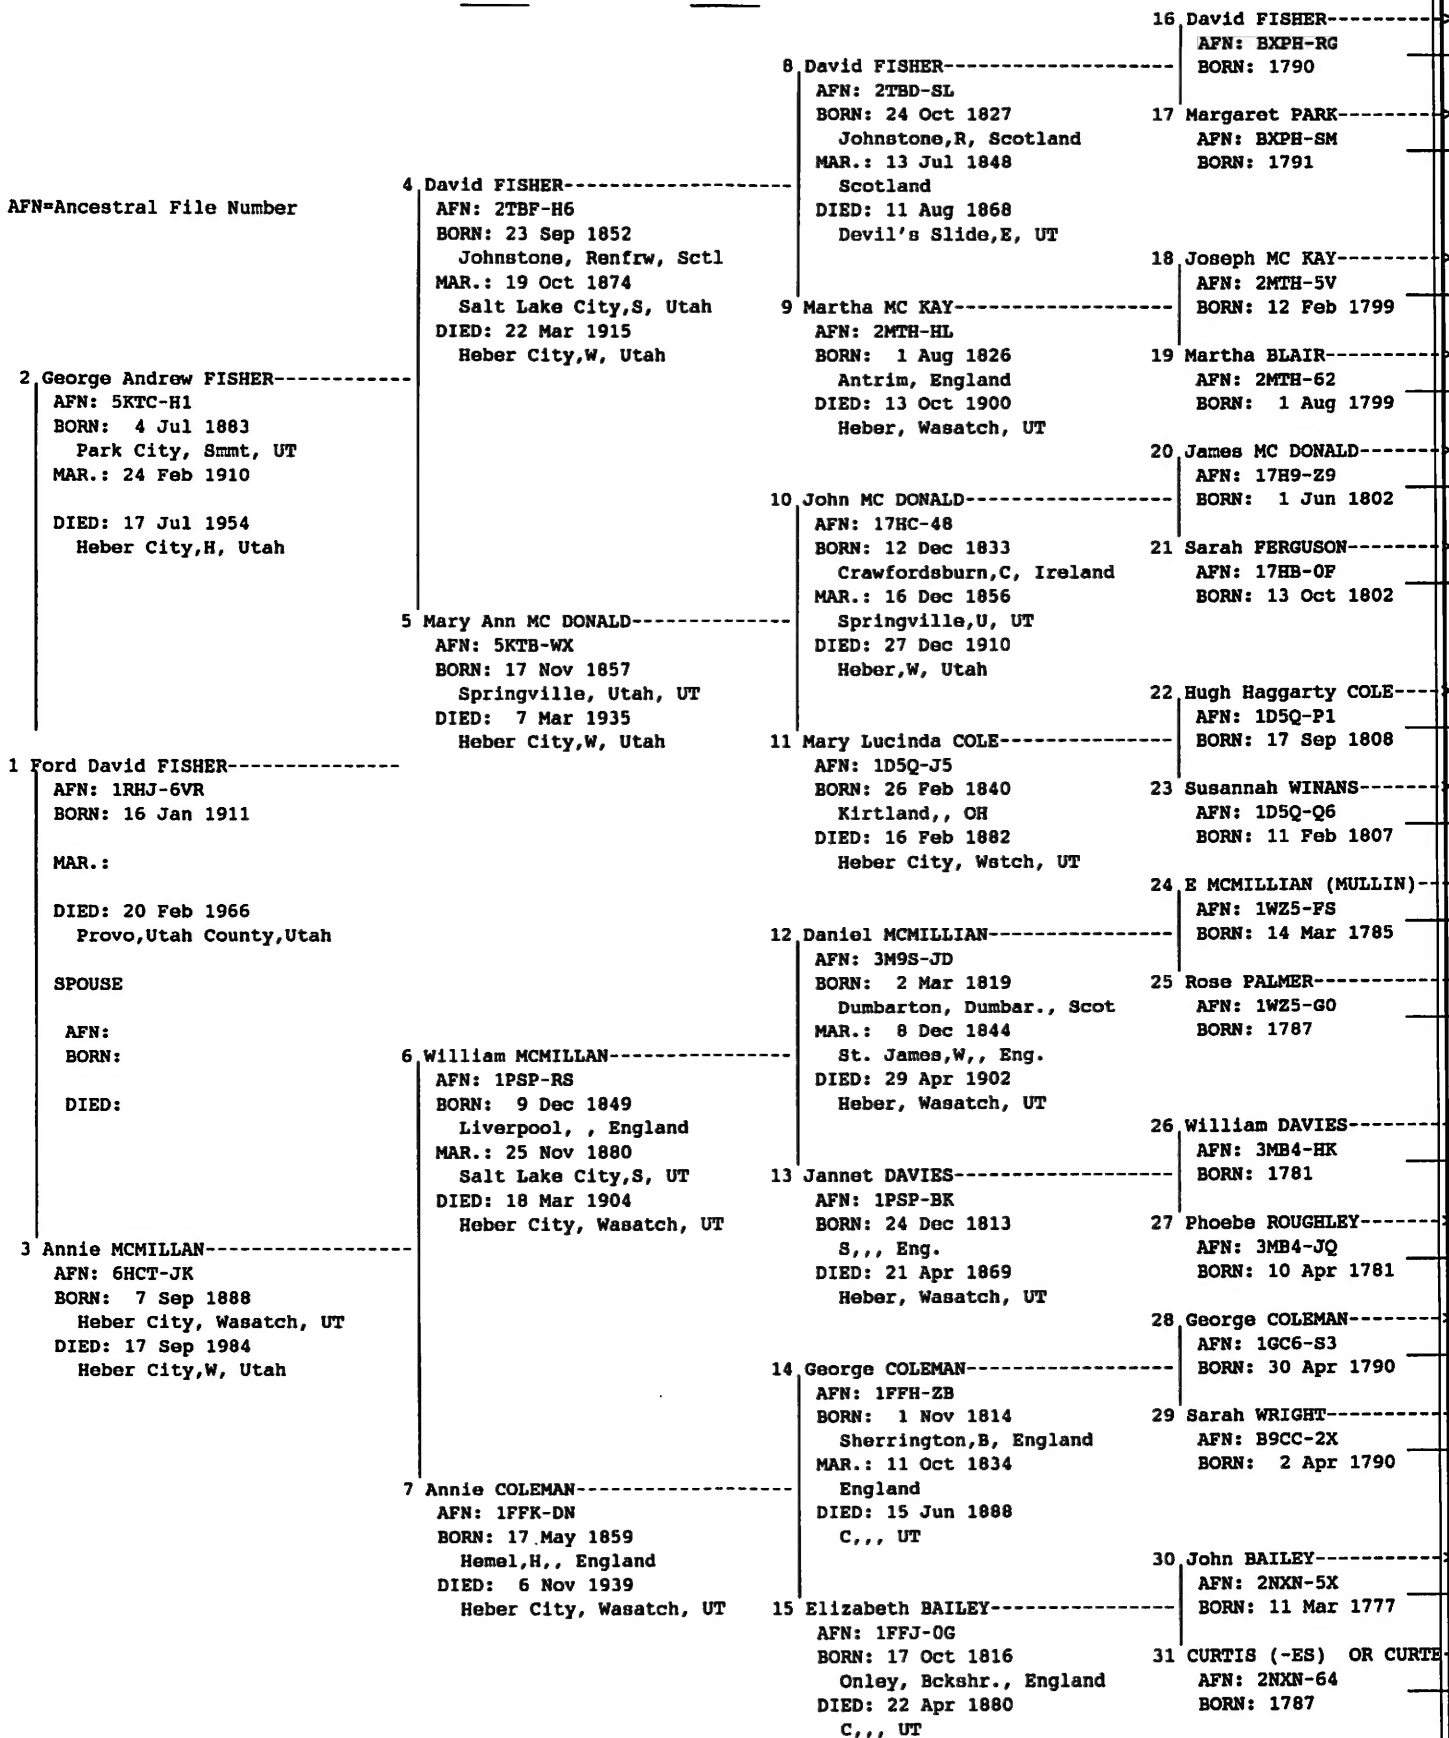 AFN=Ancestral File Number
1 Ford David FISHER---------------
AFN: 1RHJ-6VR
BORN: 16 Jan 1911
MAR.:
DIED: 20 Feb 1966
Provo,Utah County,Utah
SPOUSE
AFN:
BORN:
DIED:
2 George Andrew FISHER------------
AFN: 5KTC-H1
BORN: 4 Jul 1883
Park City, Smmt, UT
MAR.: 24 Feb 1910
DIED: 17 Jul 1954
Heber City,H, Utah
3 Annie MCMILLAN------------------
AFN: 6HCT-JK
BORN: 7 Sep 1888
Heber City, Wasatch, UT
DIED: 17 Sep 1984
Heber City,W, Utah
4 David FISHER--------------------
AFN: 2TBF-H6
BORN: 23 Sep 1852
Johnstone, Renfrw, Sctl
MAR.: 19 Oct 1874
Salt Lake City,S, Utah
DIED: 22 Mar 1915
Heber City,W, Utah
5 Mary Ann MC DONALD--------------
AFN: 5KTB-WX
BORN: 17 Nov 1857
Springville, Utah, UT
DIED: 7 Mar 1935
Heber City,W, Utah
6 William MCMILLAN----------------
AFN: 1PSP-RS
BORN: 9 Dec 1849
Liverpool, , England
MAR.: 25 Nov 1880
Salt Lake City,S, UT
DIED: 18 Mar 1904
Heber City, Wasatch, UT
7 Annie COLEMAN-------------------
AFN: 1FFK-DN
BORN: 17 May 1859
Hemel,H,, England
DIED: 6 Nov 1939
Heber City, Wasatch, UT
8 David FISHER--------------------
AFN: 2TBD-SL
BORN: 24 Oct 1827
Johnstone,R, Scotland
MAR.: 13 Jul 1848
Scotland
DIED: 11 Aug 1868
Devil's Slide,E, UT
9 Martha MC KAY-------------------
AFN: 2MTH-HL
BORN: 1 Aug 1826
Antrim, England
DIED: 13 Oct 1900
Heber, Wasatch, UT
10 John MC DONALD------------------
AFN: 17HC-48
BORN: 12 Dec 1833
Crawfordsburn,C, Ireland
MAR.: 16 Dec 1856
Springville,U, UT
DIED: 27 Dec 1910
Heber,W, Utah
11 Mary Lucinda COLE---------------
AFN: 1D5Q-J5
BORN: 26 Feb 1840
Kirtland,, OH
DIED: 16 Feb 1882
Heber City, Wstch, UT
12 Daniel MCMILLIAN----------------
AFN: 3M9S-JD
BORN: 2 Mar 1819
Dumbarton, Dumbar., Scot
MAR.: 8 Dec 1844
St. James,W,, Eng.
DIED: 29 Apr 1902
Heber, Wasatch, UT
13 Jannet DAVIES-------------------
AFN: 1PSP-BK
BORN: 24 Dec 1813
S,,, Eng.
DIED: 21 Apr 1869
Heber, Wasatch, UT
14 George COLEMAN------------------
AFN: 1FFH-ZB
BORN: 1 Nov 1814
Sherrington,B, England
MAR.: 11 Oct 1834
England
DIED: 15 Jun 1888
C,,, UT
15 Elizabeth BAILEY----------------
AFN: 1FFJ-0G
BORN: 17 Oct 1816
Onley, Bckshr., England
DIED: 22 Apr 1880
C,,, UT
16 David FISHER----------
AFN: BXPH-RG
BORN: 1790
17 Margaret PARK---------
AFN: BXPH-SM
BORN: 1791
18 Joseph MC KAY---------
AFN: 2MTH-5V
BORN: 12 Feb 1799
19 Martha BLAIR----------
AFN: 2MTH-62
BORN: 1 Aug 1799
20 James MC DONALD-------
AFN: 17H9-Z9
BORN: 1 Jun 1802
21 Sarah FERGUSON--------
AFN: 17HB-0F
BORN: 13 Oct 1802
22 Hugh Haggarty COLE----
AFN: 1D5Q-P1
BORN: 17 Sep 1808
23 Susannah WINANS-------
AFN: 1D5Q-Q6
BORN: 11 Feb 1807
24 E MCMILLIAN (MULLIN)--
AFN: 1WZ5-FS
BORN: 14 Mar 1785
25 Rose PALMER-----------
AFN: 1WZ5-G0
BORN: 1787
26 William DAVIES--------
AFN: 3MB4-HK
BORN: 1781
27 Phoebe ROUGHLEY-------
AFN: 3MB4-JQ
BORN: 10 Apr 1781
28 George COLEMAN--------
AFN: 1GC6-S3
BORN: 30 Apr 1790
29 Sarah WRIGHT----------
AFN: B9CC-2X
BORN: 2 Apr 1790
30 John BAILEY-----------
AFN: 2NXN-5X
BORN: 11 Mar 1777
31 CURTIS (-ES) OR CURTE-
AFN: 2NXN-64
BORN: 1787